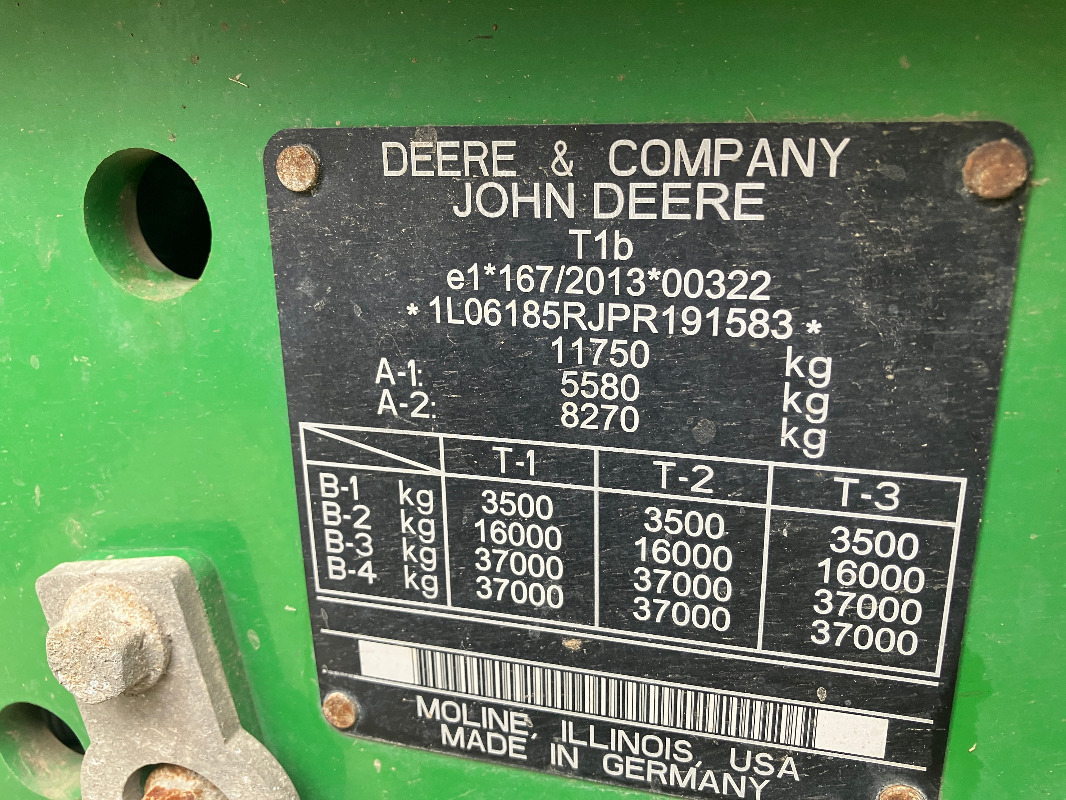 DEERE & COMPANY
JOHN DEERE
T1b
e1*167/2013*00322
*1L06185RJPR191583*
11750 kg
A-1: 5580 kg
A-2: 8270 kg
T-1 T-2 T-3
B-1 kg 3500 3500 3500
B-2 kg 16000 16000 16000
B-3 kg 37000 37000 37000
B-4 kg 37000 37000 37000
MOLINE, ILLINOIS, USA
MADE IN GERMANY